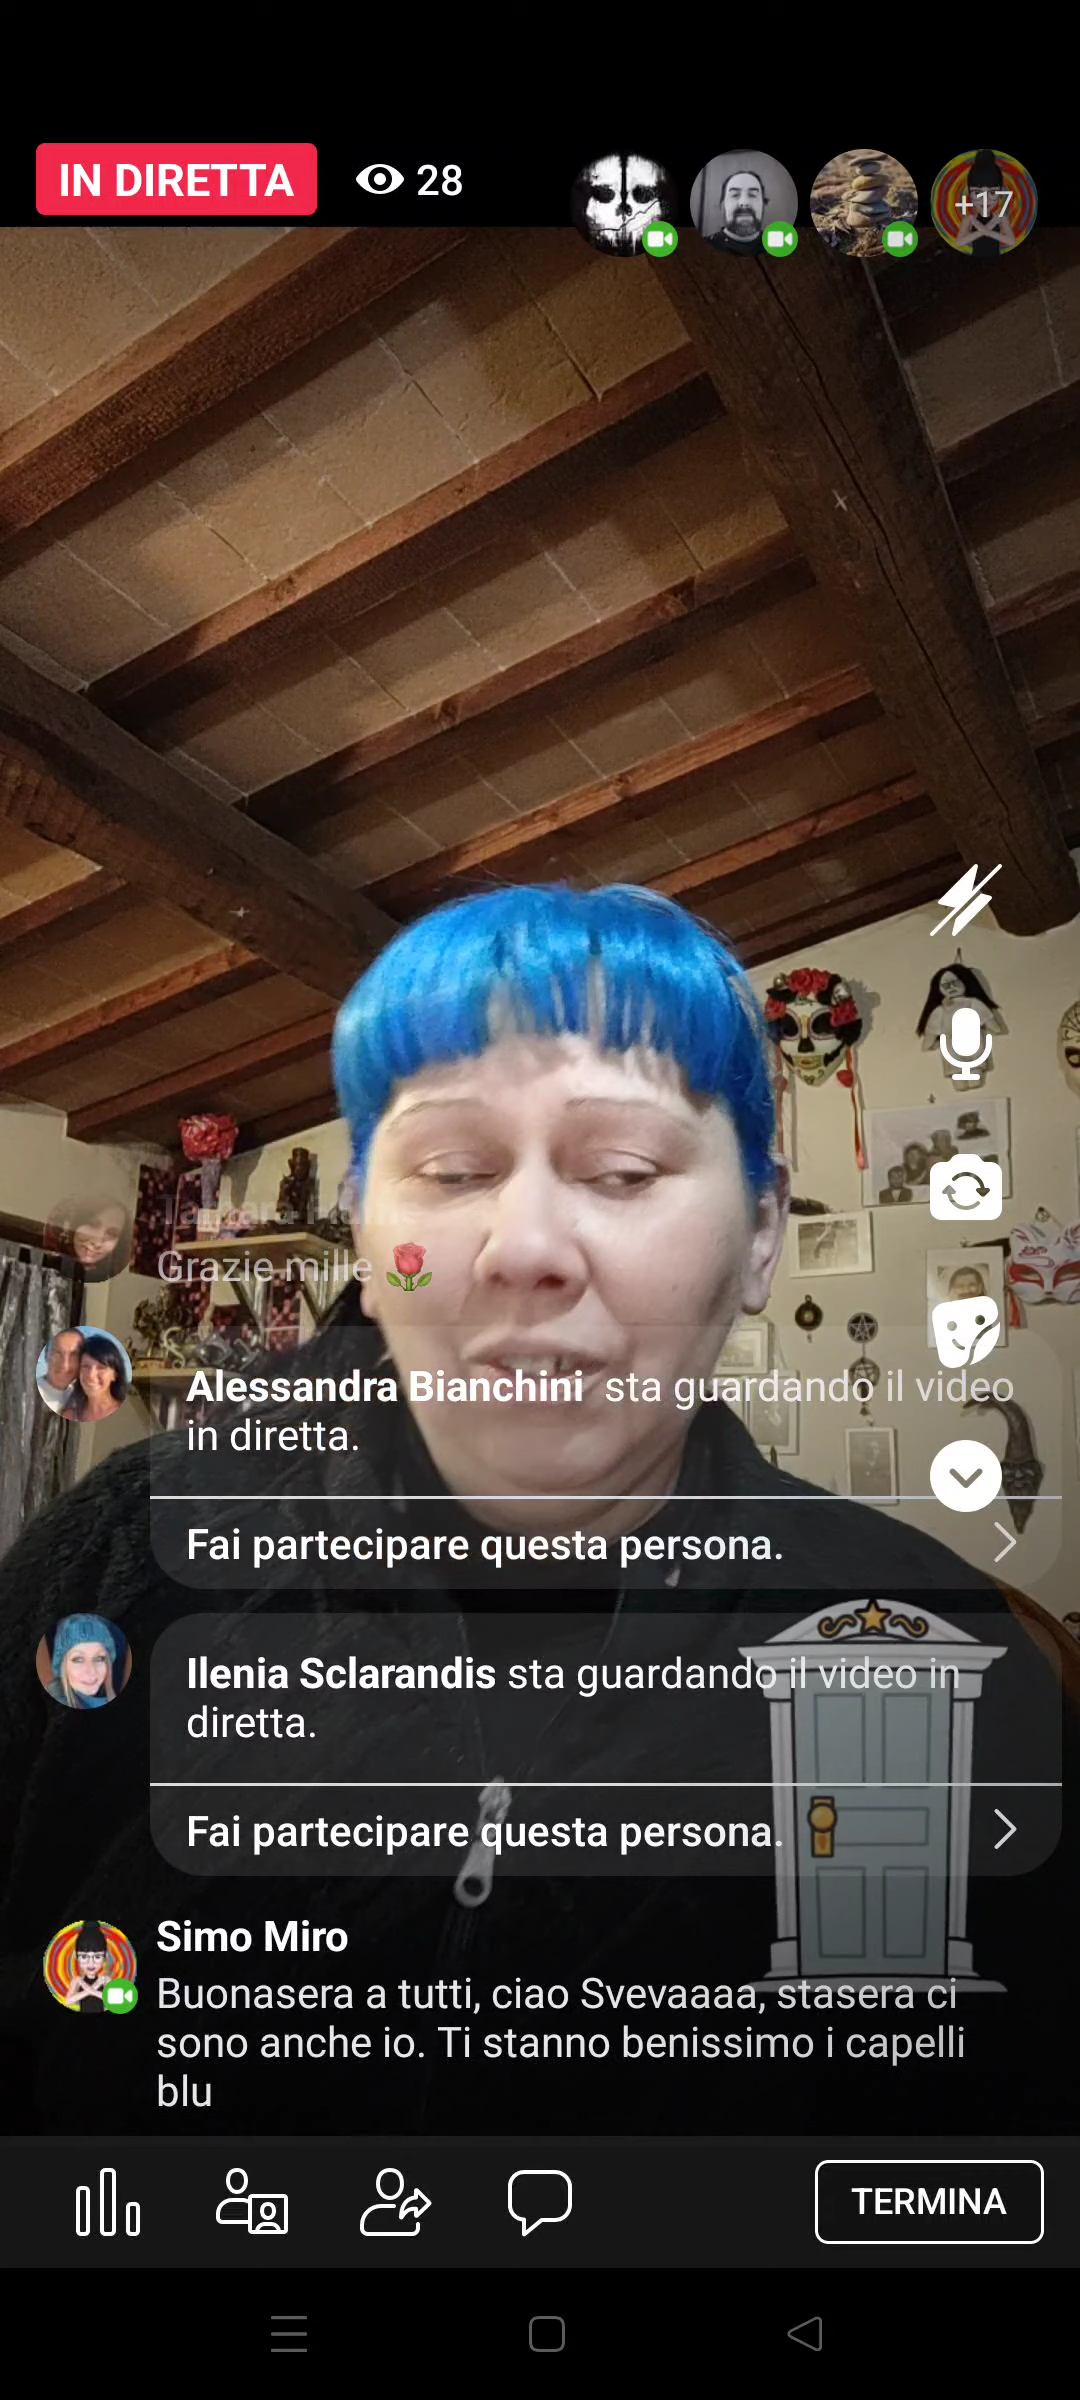 IN DIRETTA
28
+17
Grazie mille 🌹
Alessandra Bianchini sta guardando il video
in diretta.
Fai partecipare questa persona.
Ilenia Sclarandis sta guardando il video in
diretta.
Fai partecipare questa persona.
Simo Miro
Buonasera a tutti, ciao Svevaaaa, stasera ci
sono anche io. Ti stanno benissimo i capelli
blu
TERMINA